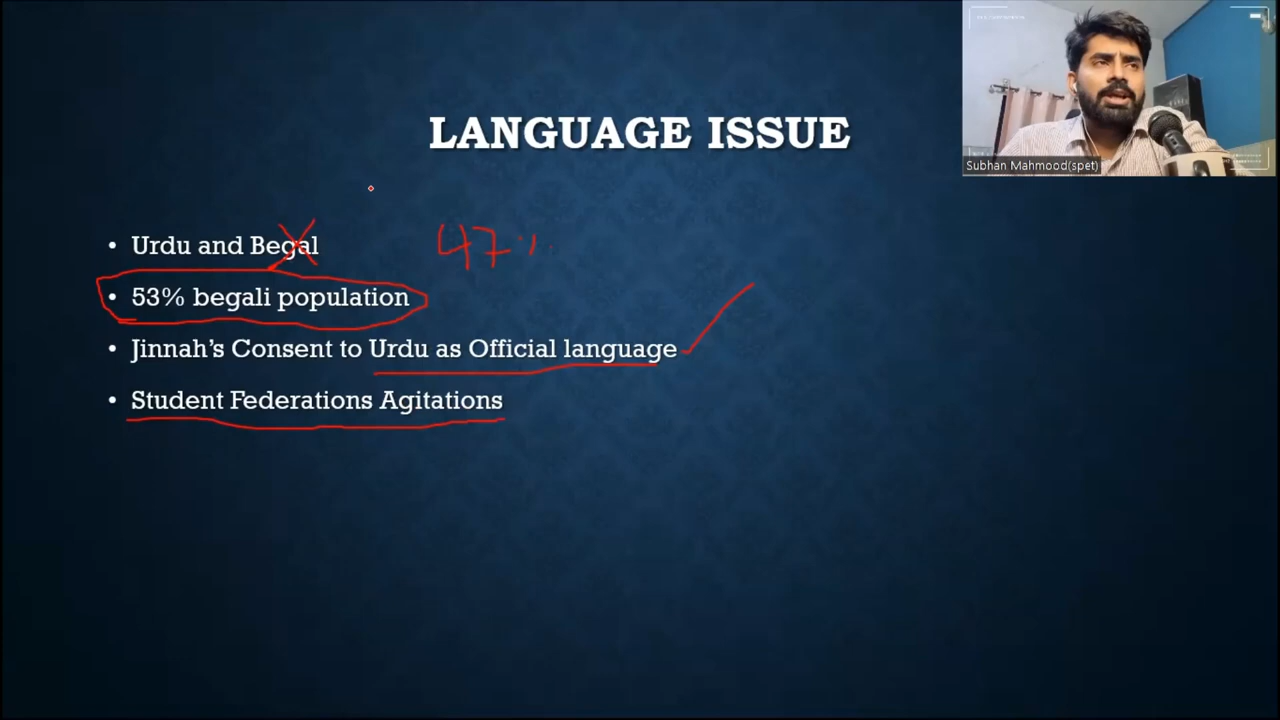 LANGUAGE ISSUE
Subhan Mahmood(spet)
• Urdu and Begal
47%
• 53% begali population
• Jinnah's Consent to Urdu as Official language
• Student Federations Agitations